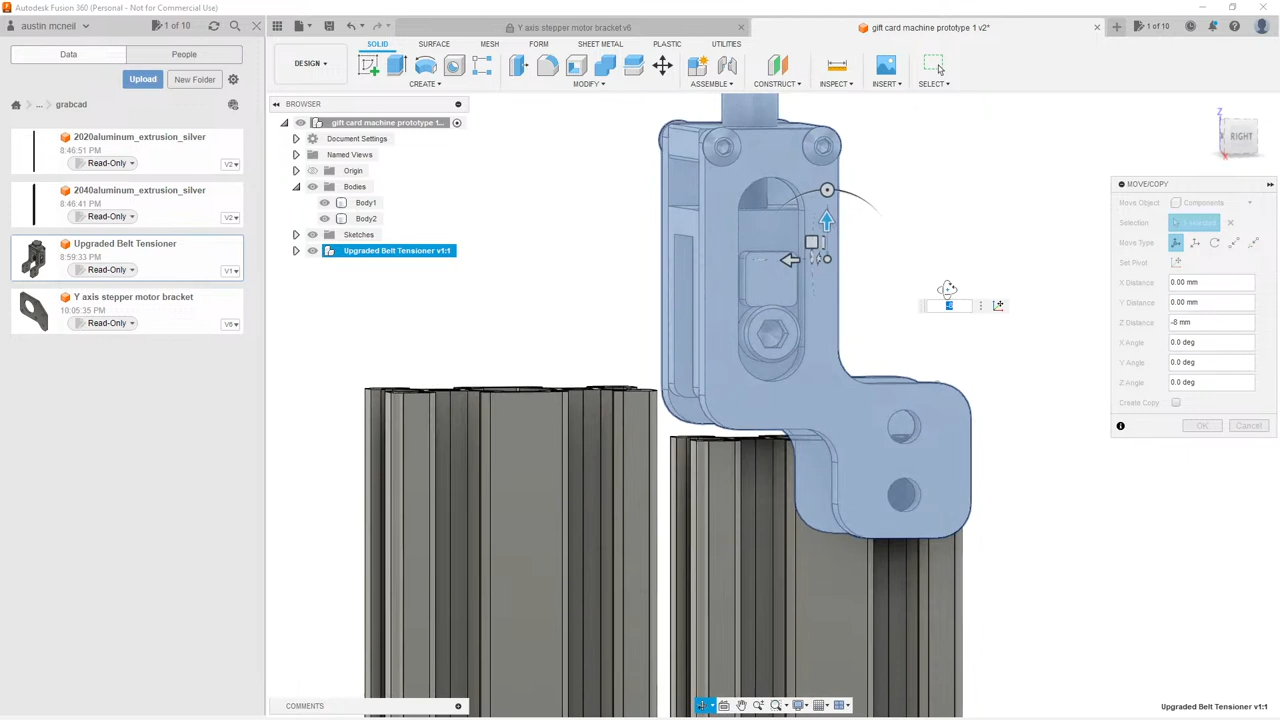 Autodesk Fusion 360 (Personal - Not for Commercial Use)
austin mcneil
1 of 10
Y axis stepper motor bracket v6
gift card machine prototype 1 v2*
1 of 10
Data
People
DESIGN
SOLID
SURFACE
MESH
FORM
SHEET METAL
PLASTIC
UTILITIES
Upload
New Folder
CREATE
MODIFY
ASSEMBLE
CONSTRUCT
INSPECT
INSERT
SELECT
... grabcad
BROWSER
gift card machine prototype 1...
Document Settings
Named Views
Origin
Bodies
Body1
Body2
Sketches
Upgraded Belt Tensioner v1:1
2020aluminum_extrusion_silver
8:46:51 PM
Read-Only
V2
2040aluminum_extrusion_silver
8:46:41 PM
Read-Only
V2
Upgraded Belt Tensioner
8:59:33 PM
Read-Only
V1
Y axis stepper motor bracket
10:05:35 PM
Read-Only
V6
Z
X
RIGHT
MOVE/COPY
Move Object
Components
Selection
Move Type
Set Pivot
X Distance
0.00 mm
Y Distance
0.00 mm
Z Distance
-8 mm
X Angle
0.0 deg
Y Angle
0.0 deg
Z Angle
0.0 deg
Create Copy
OK
Cancel
-8
COMMENTS
Upgraded Belt Tensioner v1:1